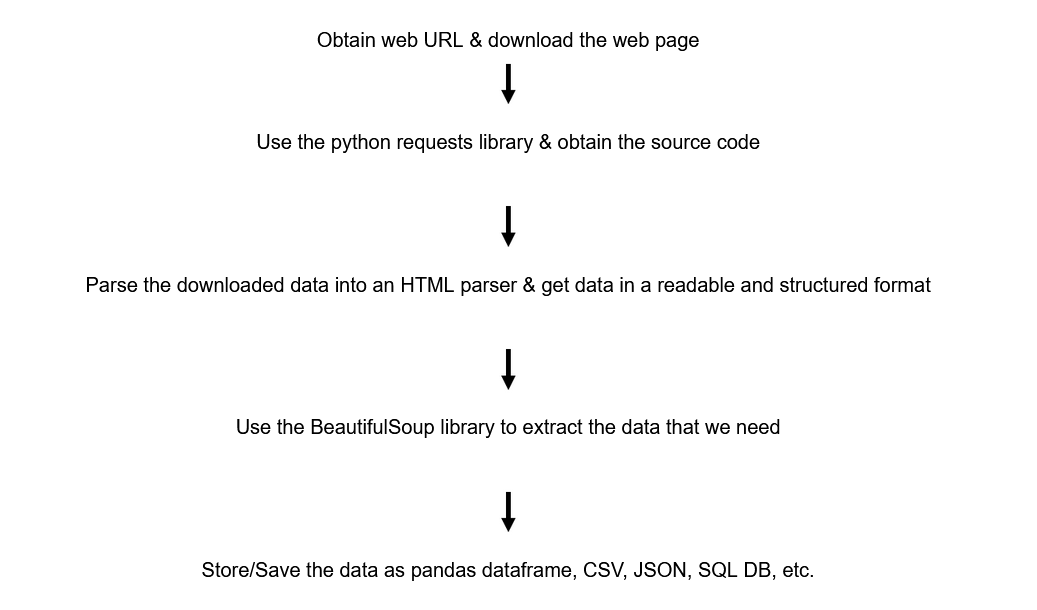 Obtain web URL & download the web page
Use the python requests library & obtain the source code
Parse the downloaded data into an HTML parser & get data in a readable and structured format
Use the BeautifulSoup library to extract the data that we need
Store/Save the data as pandas dataframe, CSV, JSON, SQL DB, etc.